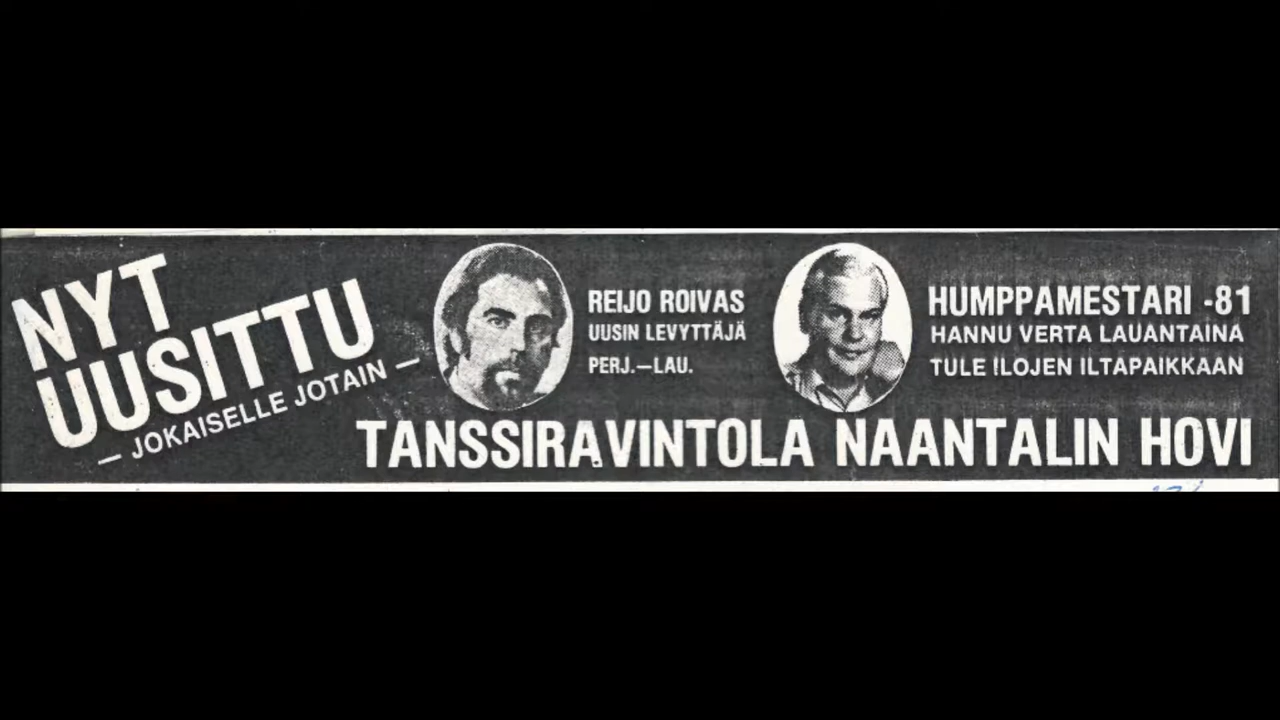 NYT
UUSITTU
— JOKAISELLE JOTAIN —
REIJO ROIVAS
UUSIN LEVYTTÄJÄ
PERJ.—LAU.
HUMPPAMESTARI -81
HANNU VERTA LAUANTAINA
TULE ILOJEN ILTAPAIKKAAN
TANSSIRAVINTOLA NAANTALIN HOVI